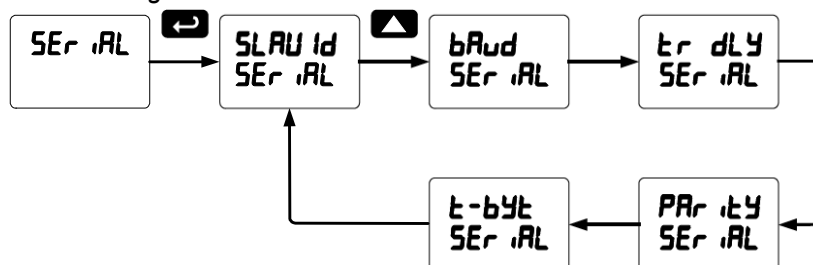 SEr iAL
SLAV Id
SEr iAL
bAud
SEr iAL
tr dLY
SEr iAL
t-bYt
SEr iAL
PAr itY
SEr iAL